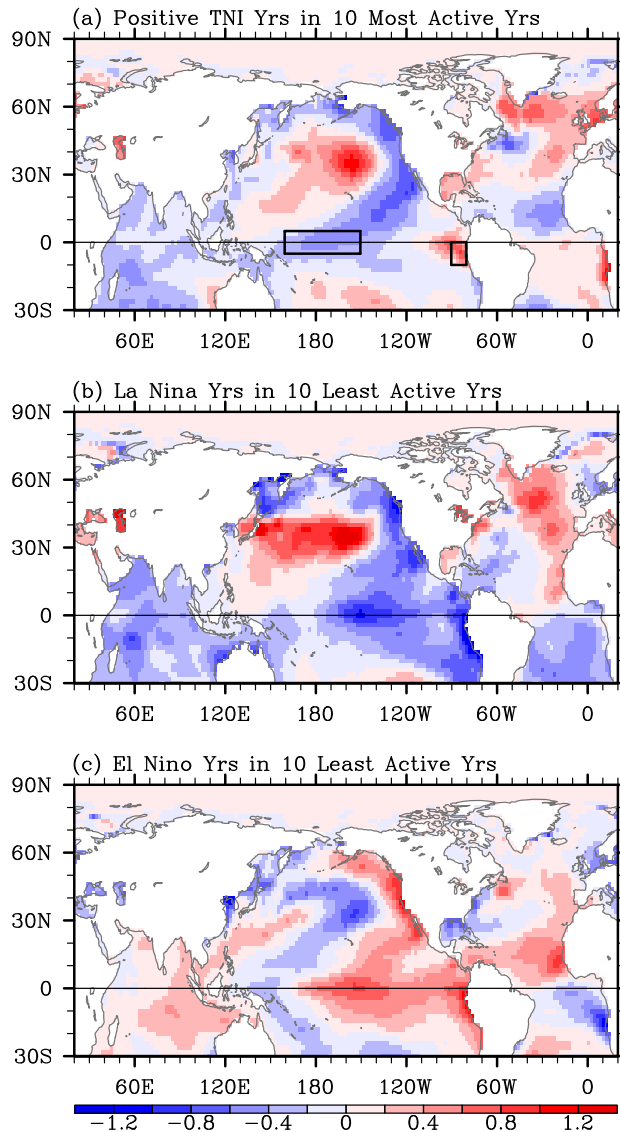 (a) Positive TNI Yrs in 10 Most Active Yrs
90N
60N
30N
0
30S
60E 120E 180 120W 60W 0
(b) La Nina Yrs in 10 Least Active Yrs
90N
60N
30N
0
30S
60E 120E 180 120W 60W 0
(c) El Nino Yrs in 10 Least Active Yrs
90N
60N
30N
0
30S
60E 120E 180 120W 60W 0
−1.2 −0.8 −0.4 0 0.4 0.8 1.2